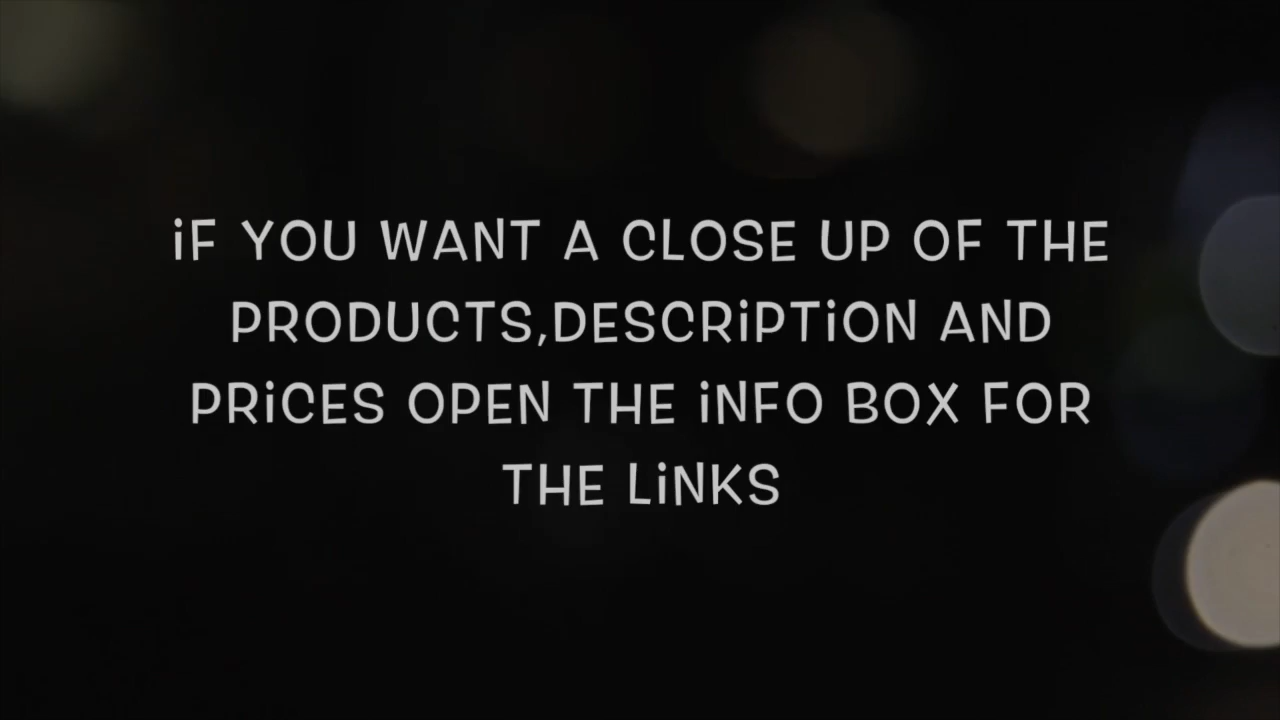 iF YOU WANT A CLOSE UP OF THE
PRODUCTS,DESCRiPTiON AND
PRiCES OPEN THE iNFO BOX FOR
THE LiNKS